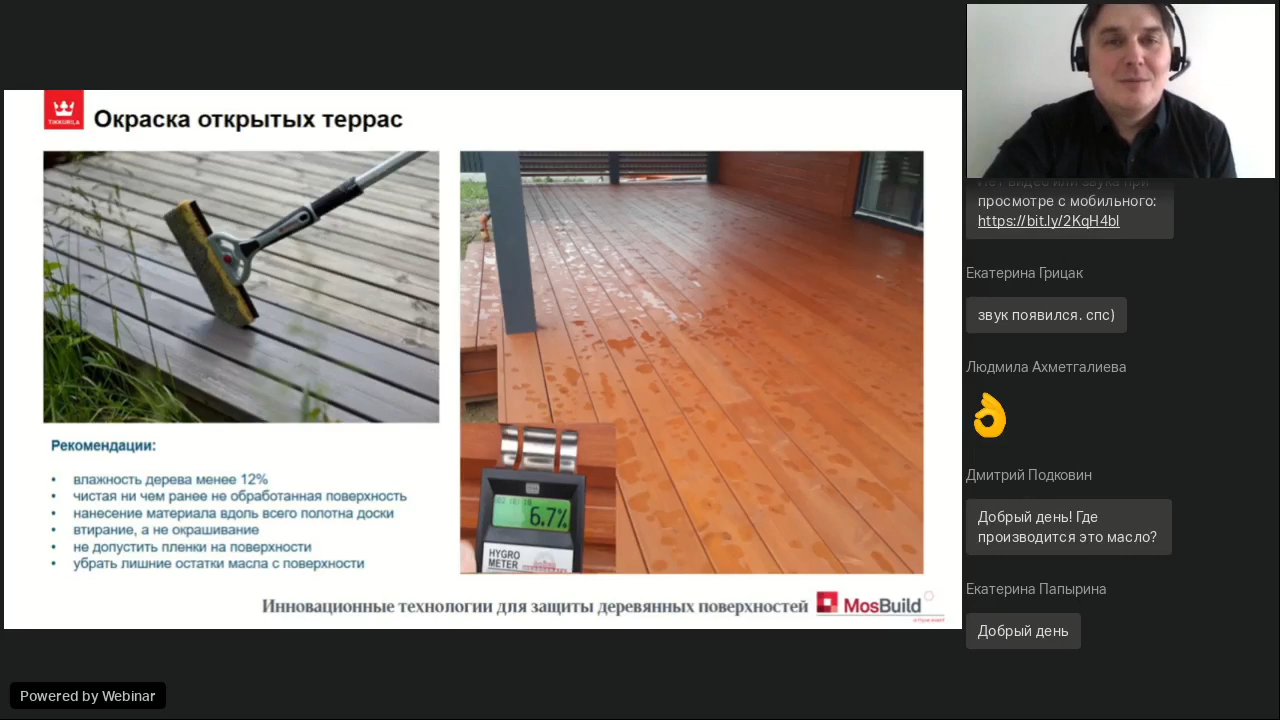 TIKKURILA
Окраска открытых террас
6.7%
HYGRO
METER
Рекомендации:
• влажность дерева менее 12%
• чистая ни чем ранее не обработанная поверхность
• нанесение материала вдоль всего полотна доски
• втирание, а не окрашивание
• не допустить пленки на поверхности
• убрать лишние остатки масла с поверхности
Инновационные технологии для защиты деревянных поверхностей
MosBuild
просмотре с мобильного:
https://bit.ly/2KqH4bl
Екатерина Грицак
звук появился. спс)
Людмила Ахметгалиева
Дмитрий Подковин
Добрый день! Где
производится это масло?
Екатерина Папырина
Добрый день
Powered by Webinar